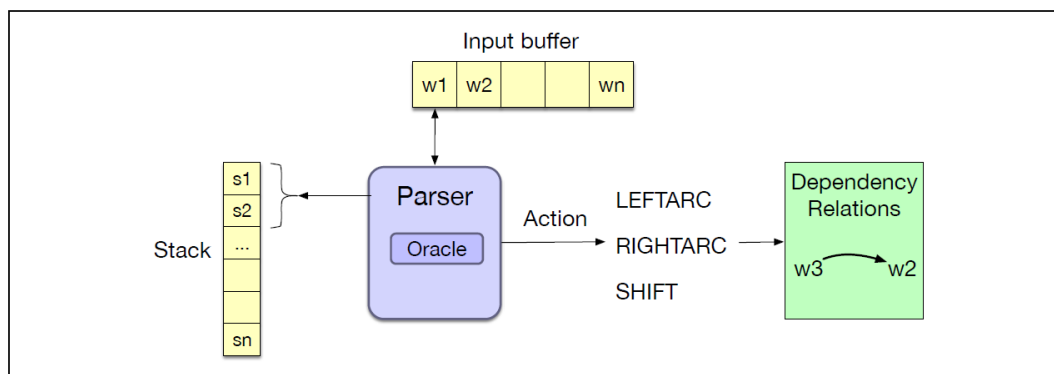 Input buffer
w1 w2 wn
s1
s2
...
sn
Stack
Parser
Oracle
Action
LEFTARC
RIGHTARC
SHIFT
Dependency
Relations
w3 w2